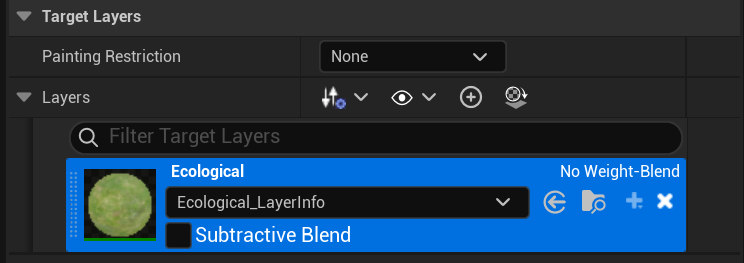 Target Layers
Painting Restriction None
Layers
Filter Target Layers
Ecological No Weight-Blend
Ecological_LayerInfo
Subtractive Blend